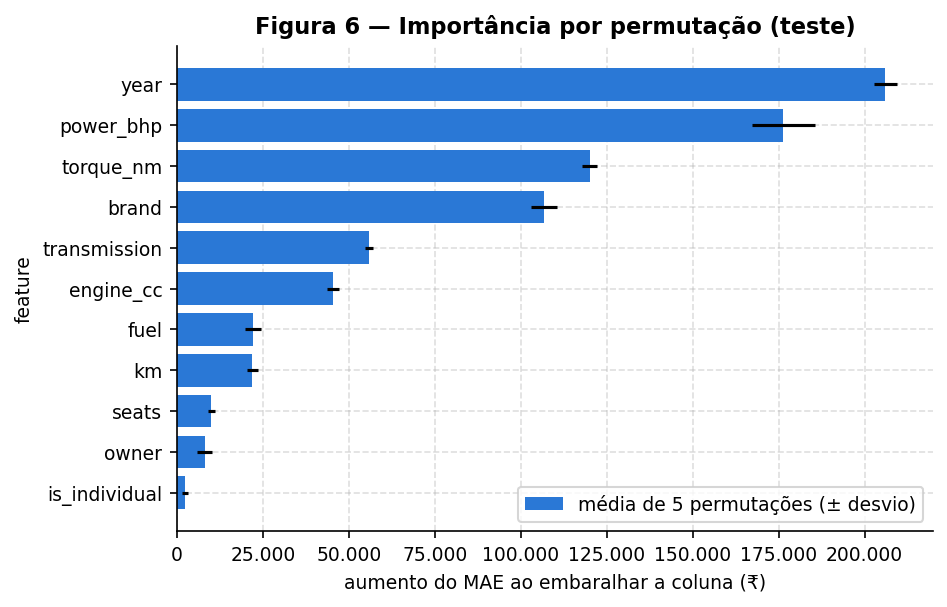 Figura 6 — Importância por permutação (teste)
year
power_bhp
torque_nm
brand
transmission
engine_cc
fuel
km
seats
owner
is_individual
feature
média de 5 permutações (± desvio)
0 25.000 50.000 75.000 100.000 125.000 150.000 175.000 200.000
aumento do MAE ao embaralhar a coluna (₹)